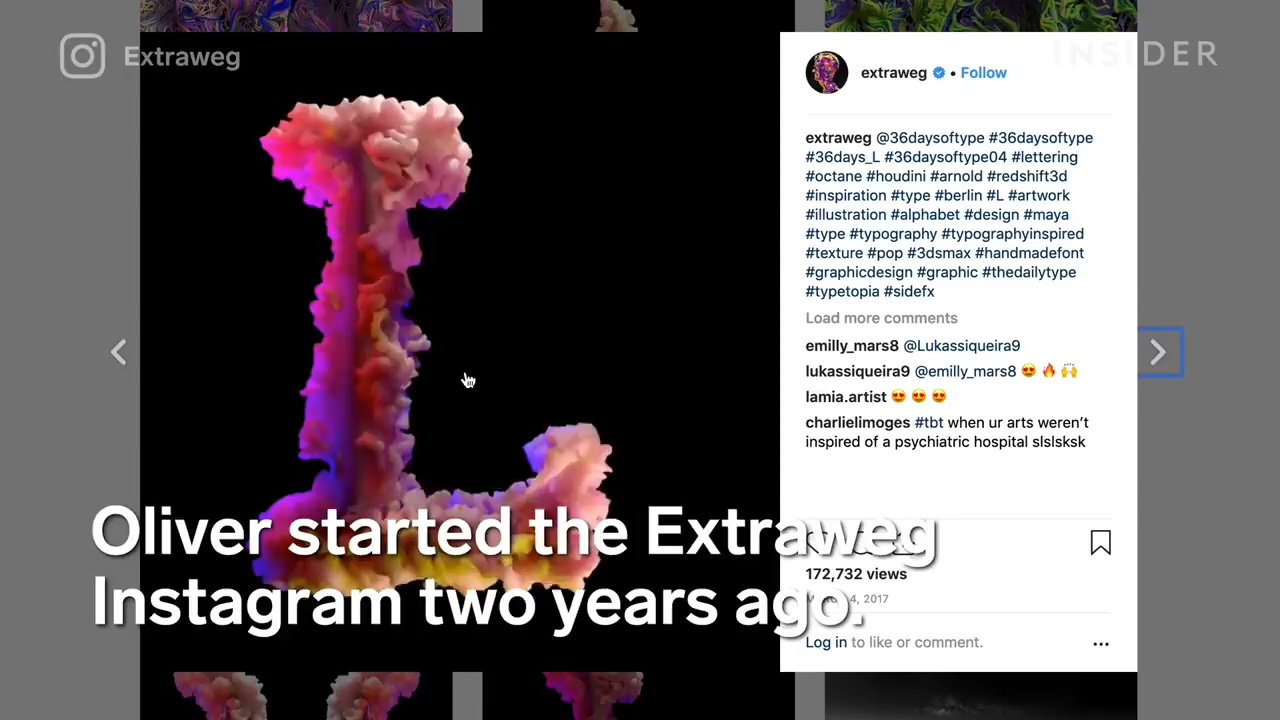 Extraweg
INSIDER
extraweg • Follow
extraweg @36daysoftype #36daysoftype
#36days_L #36daysoftype04 #lettering
#octane #houdini #arnold #redshift3d
#inspiration #type #berlin #L #artwork
#illustration #alphabet #design #maya
#type #typography #typographyinspired
#texture #pop #3dsmax #handmadefont
#graphicdesign #graphic #thedailytype
#typetopia #sidefx
Load more comments
emilly_mars8 @Lukassiqueira9
lukassiqueira9 @emilly_mars8 😍 🔥 🙌
lamia.artist 😍 😍 😍
charlielimoges #tbt when ur arts weren't
inspired of a psychiatric hospital slslsksk
L
Oliver started the Extraweg
Instagram two years ago.
172,732 views
4, 2017
Log in to like or comment.